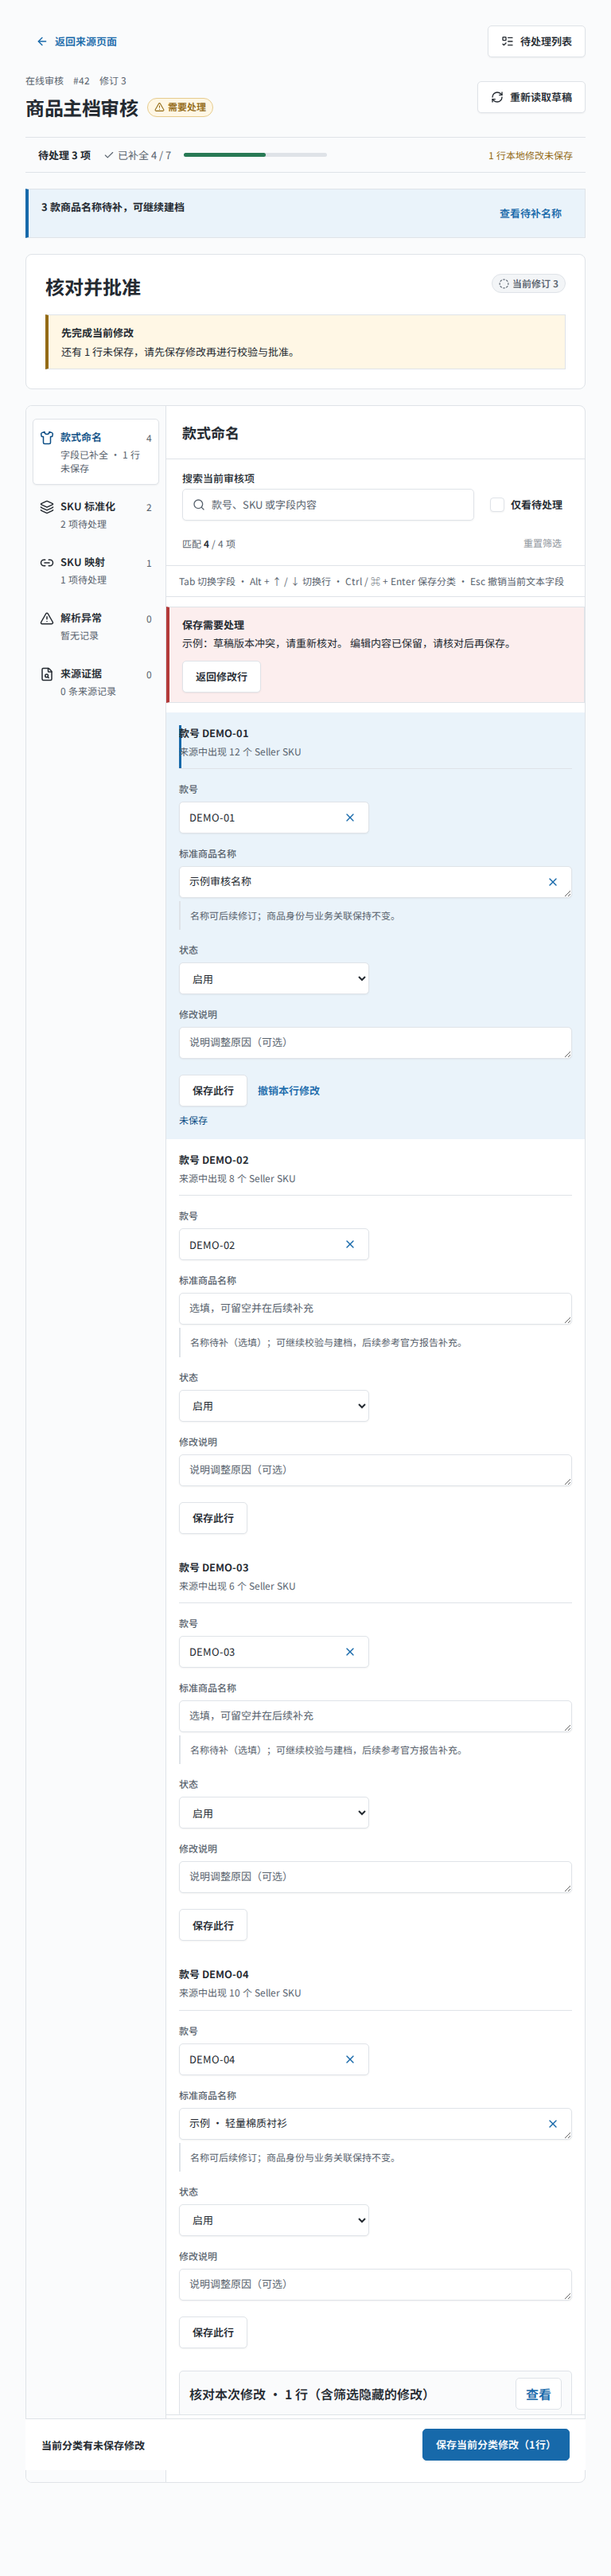 返回来源页面
待处理列表
在线审核 #42 修订 3
商品主档审核
需要处理
重新读取草稿
待处理 3 项
已补全 4 / 7
1 行本地修改未保存
3 款商品名称待补，可继续建档
查看待补名称
核对并批准
当前修订 3
先完成当前修改
还有 1 行未保存，请先保存修改再进行校验与批准。
款式命名 4
字段已补全 · 1 行
未保存
SKU 标准化 2
2 项待处理
SKU 映射 1
1 项待处理
解析异常 0
暂无记录
来源证据 0
0 条来源记录
款式命名
搜索当前审核项
款号、SKU 或字段内容
仅看待处理
匹配 4 / 4 项
重置筛选
Tab 切换字段 · Alt + ↑ / ↓ 切换行 · Ctrl / ⌘ + Enter 保存分类 · Esc 撤销当前文本字段
保存需要处理
示例：草稿版本冲突，请重新核对。 编辑内容已保留，请核对后再保存。
返回修改行
款号 DEMO-01
来源中出现 12 个 Seller SKU
款号
DEMO-01
标准商品名称
示例审核名称
名称可后续修订；商品身份与业务关联保持不变。
状态
启用
修改说明
说明调整原因（可选）
保存此行
撤销本行修改
未保存
款号 DEMO-02
来源中出现 8 个 Seller SKU
款号
DEMO-02
标准商品名称
选填，可留空并在后续补充
名称待补（选填）；可继续校验与建档，后续参考官方报告补充。
状态
启用
修改说明
说明调整原因（可选）
保存此行
款号 DEMO-03
来源中出现 6 个 Seller SKU
款号
DEMO-03
标准商品名称
选填，可留空并在后续补充
名称待补（选填）；可继续校验与建档，后续参考官方报告补充。
状态
启用
修改说明
说明调整原因（可选）
保存此行
款号 DEMO-04
来源中出现 10 个 Seller SKU
款号
DEMO-04
标准商品名称
示例 · 轻量棉质衬衫
名称可后续修订；商品身份与业务关联保持不变。
状态
启用
修改说明
说明调整原因（可选）
保存此行
核对本次修改 · 1 行（含筛选隐藏的修改）
查看
当前分类有未保存修改
保存当前分类修改（1行）